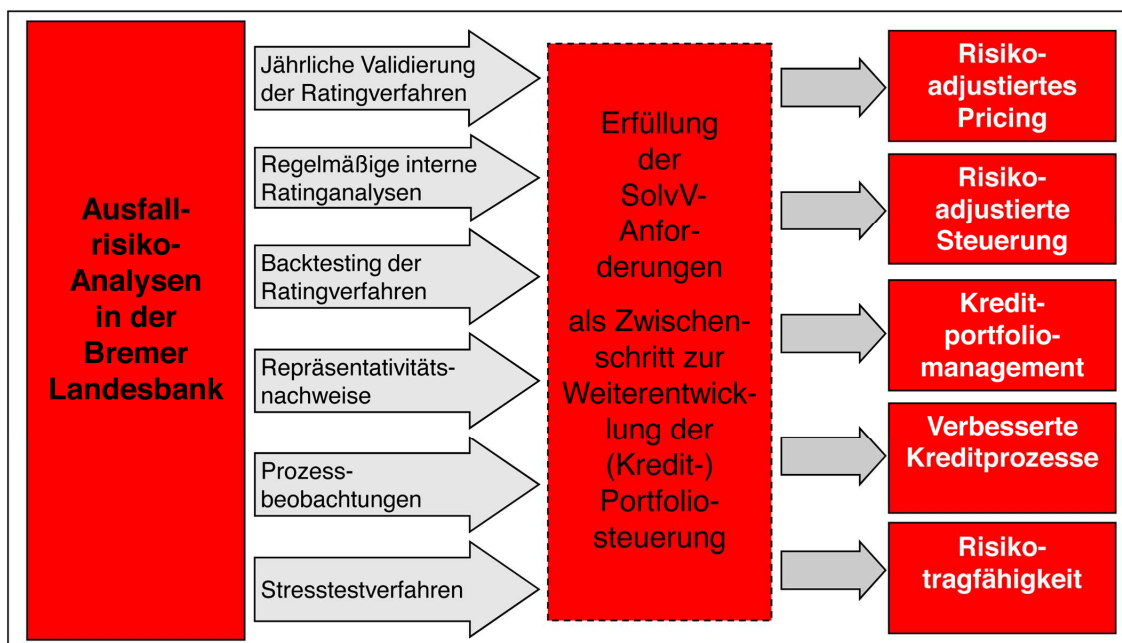 Ausfall-
risiko-
Analysen
in der
Bremer
Landesbank
Jährliche Validierung
der Ratingverfahren
Regelmäßige interne
Ratinganalysen
Backtesting der
Ratingverfahren
Repräsentativitäts-
nachweise
Prozess-
beobachtungen
Stresstestverfahren
Erfüllung
der
SolvV-
Anfor-
derungen
als Zwischen-
schritt zur
Weiterentwick-
lung der
(Kredit-)
Portfolio-
steuerung
Risiko-
adjustiertes
Pricing
Risiko-
adjustierte
Steuerung
Kredit-
portfolio-
management
Verbesserte
Kreditprozesse
Risiko-
tragfähigkeit